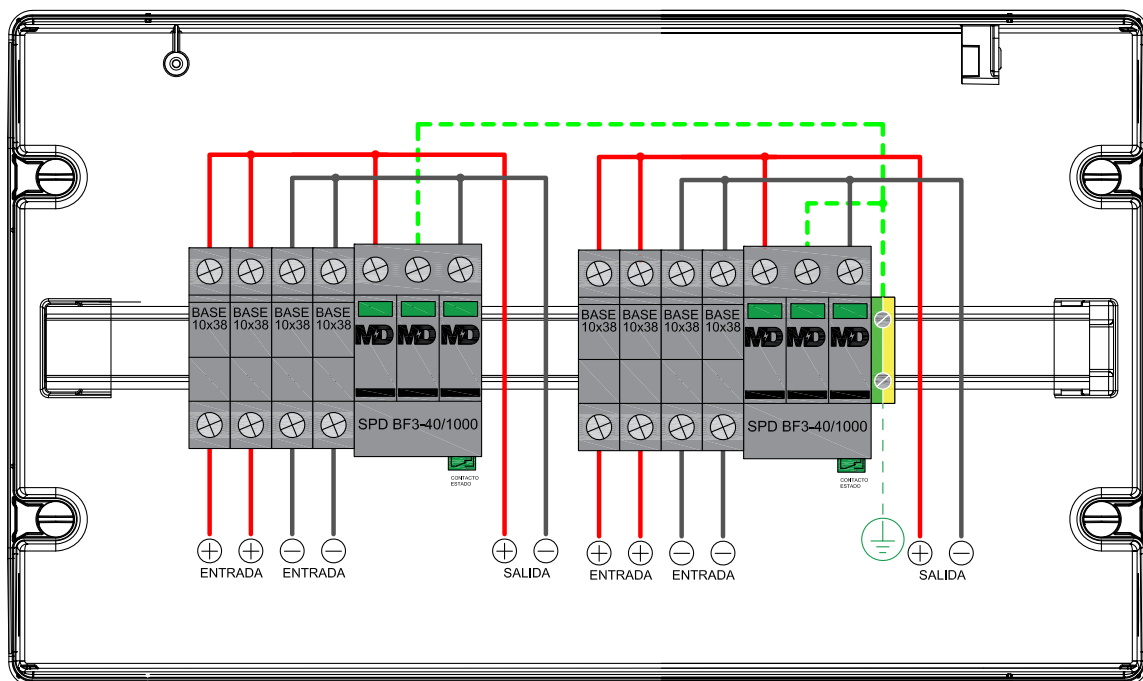 BASE BASE BASE BASE
10x38 10x38 10x38 10x38
MD MD MD
SPD BF3-40/1000
CONTACTO
ESTADO
ENTRADA ENTRADA SALIDA
BASE BASE BASE BASE
10x38 10x38 10x38 10x38
MD MD MD
SPD BF3-40/1000
CONTACTO
ESTADO
ENTRADA ENTRADA SALIDA